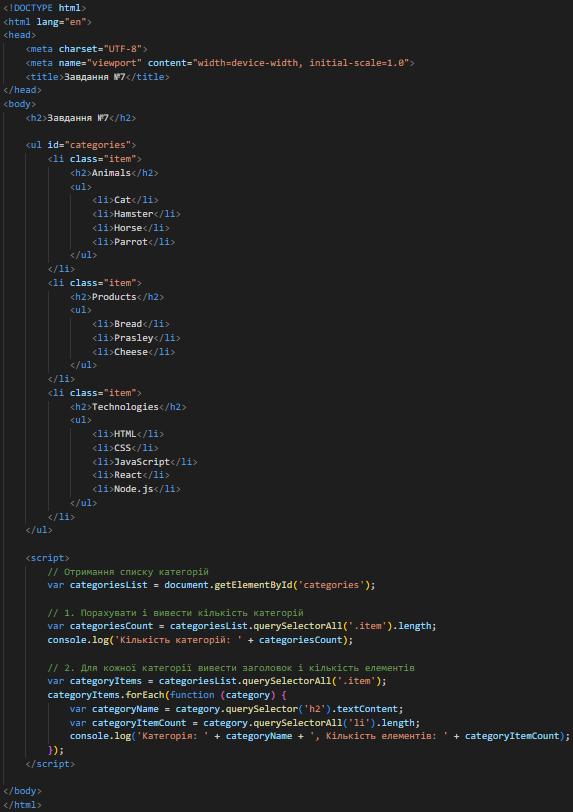 <!DOCTYPE html>
<html lang="en">
<head>
    <meta charset="UTF-8">
    <meta name="viewport" content="width=device-width, initial-scale=1.0">
    <title>Завдання №7</title>
</head>
<body>
    <h2>Завдання №7</h2>

    <ul id="categories">
        <li class="item">
            <h2>Animals</h2>
            <ul>
                <li>Cat</li>
                <li>Hamster</li>
                <li>Horse</li>
                <li>Parrot</li>
            </ul>
        </li>
        <li class="item">
            <h2>Products</h2>
            <ul>
                <li>Bread</li>
                <li>Prasley</li>
                <li>Cheese</li>
            </ul>
        </li>
        <li class="item">
            <h2>Technologies</h2>
            <ul>
                <li>HTML</li>
                <li>CSS</li>
                <li>JavaScript</li>
                <li>React</li>
                <li>Node.js</li>
            </ul>
        </li>
    </ul>

    <script>
        // Отримання списку категорій
        var categoriesList = document.getElementById('categories');

        // 1. Порахувати і вивести кількість категорій
        var categoriesCount = categoriesList.querySelectorAll('.item').length;
        console.log('Кількість категорій: ' + categoriesCount);

        // 2. Для кожної категорії вивести заголовок і кількість елементів
        var categoryItems = categoriesList.querySelectorAll('.item');
        categoryItems.forEach(function (category) {
            var categoryName = category.querySelector('h2').textContent;
            var categoryItemCount = category.querySelectorAll('li').length;
            console.log('Категорія: ' + categoryName + ', Кількість елементів: ' + categoryItemCount);
        });
    </script>

</body>
</html>